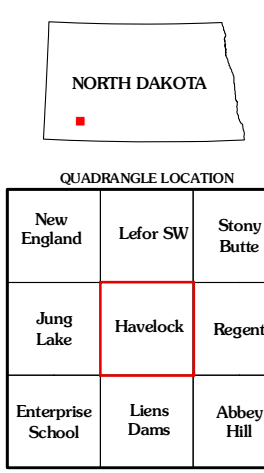 NORTH DAKOTA
QUADRANGLE LOCATION
New
England
Lefor SW
Stony
Butte
Jung
Lake
Havelock
Regent
Enterprise
School
Liens
Dams
Abbey
Hill